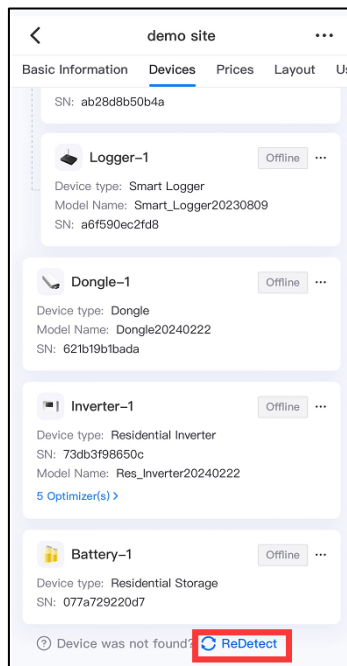 demo site
Basic Information Devices Prices Layout Us
SN: ab28d8b50b4a
Logger-1 Offline
Device type: Smart Logger
Model Name: Smart_Logger20230809
SN: a6f590ec2fd8
Dongle-1 Offline
Device type: Dongle
Model Name: Dongle20240222
SN: 621b19b1bada
Inverter-1 Offline
Device type: Residential Inverter
SN: 73db3f98650c
Model Name: Res_Inverter20240222
5 Optimizer(s) >
Battery-1 Offline
Device type: Residential Storage
SN: 077a729220d7
Device was not found? ReDetect